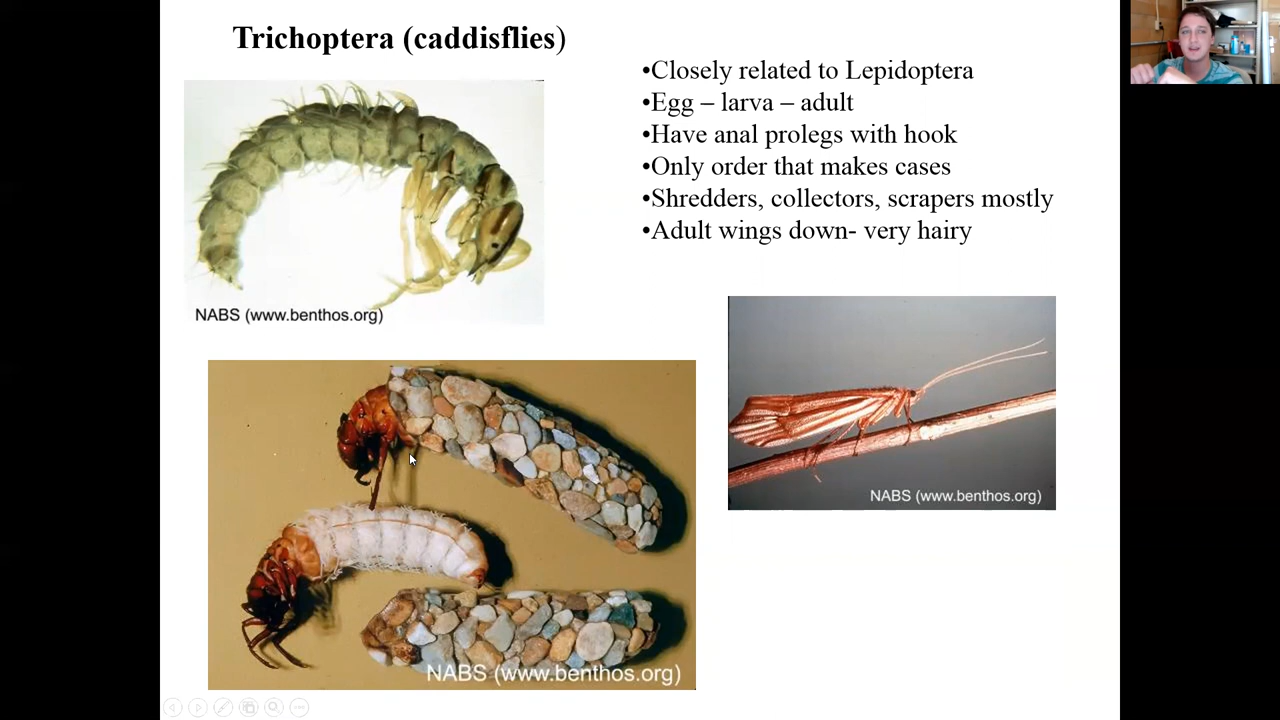 Trichoptera (caddisflies)
•Closely related to Lepidoptera
•Egg – larva – adult
•Have anal prolegs with hook
•Only order that makes cases
•Shredders, collectors, scrapers mostly
•Adult wings down- very hairy
NABS (www.benthos.org)
NABS (www.benthos.org)
NABS (www.benthos.org)